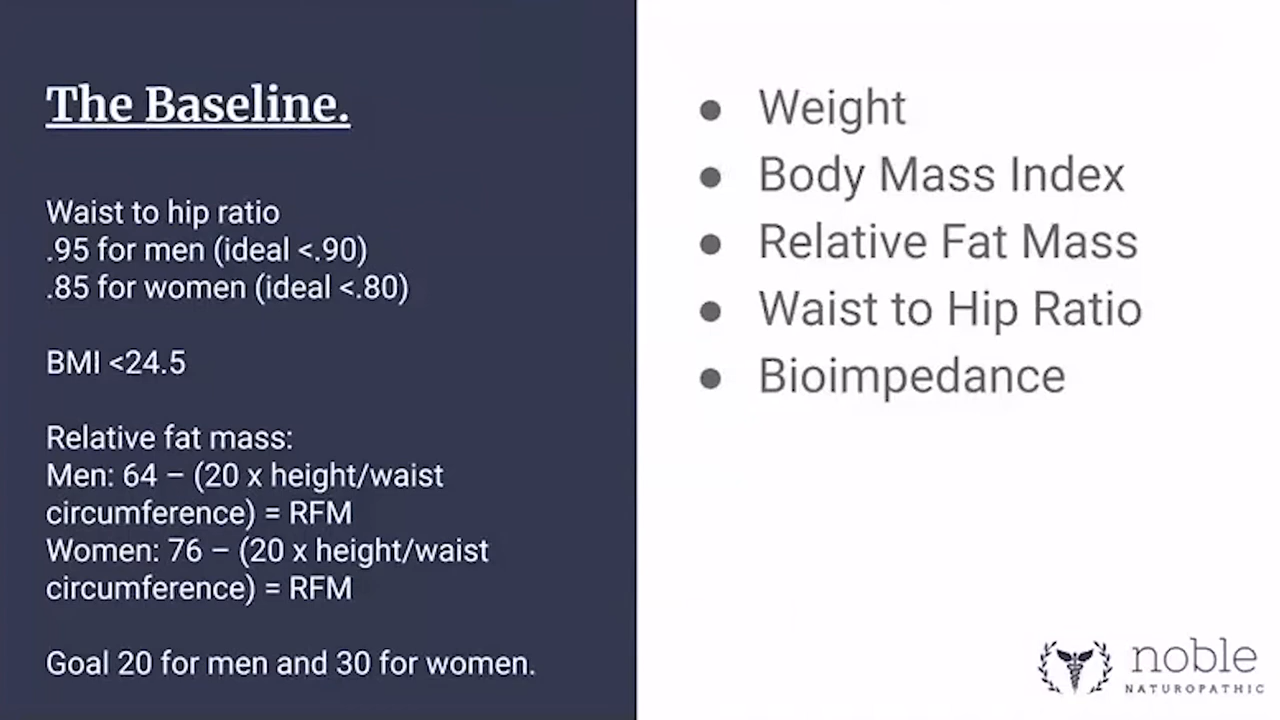 The Baseline.
Waist to hip ratio
.95 for men (ideal <.90)
.85 for women (ideal <.80)
BMI <24.5
Relative fat mass:
Men: 64 – (20 x height/waist
circumference) = RFM
Women: 76 – (20 x height/waist
circumference) = RFM
Goal 20 for men and 30 for women.
● Weight
● Body Mass Index
● Relative Fat Mass
● Waist to Hip Ratio
● Bioimpedance
noble
NATUROPATHIC